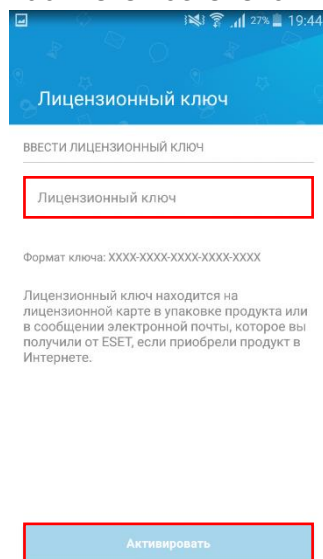 27% 19:44
Лицензионный ключ
ВВЕСТИ ЛИЦЕНЗИОННЫЙ КЛЮЧ
Лицензионный ключ
Формат ключа: XXXX-XXXX-XXXX-XXXX-XXXX
Лицензионный ключ находится на
лицензионной карте в упаковке продукта или
в сообщении электронной почты, которое вы
получили от ESET, если приобрели продукт в
Интернете.
Активировать